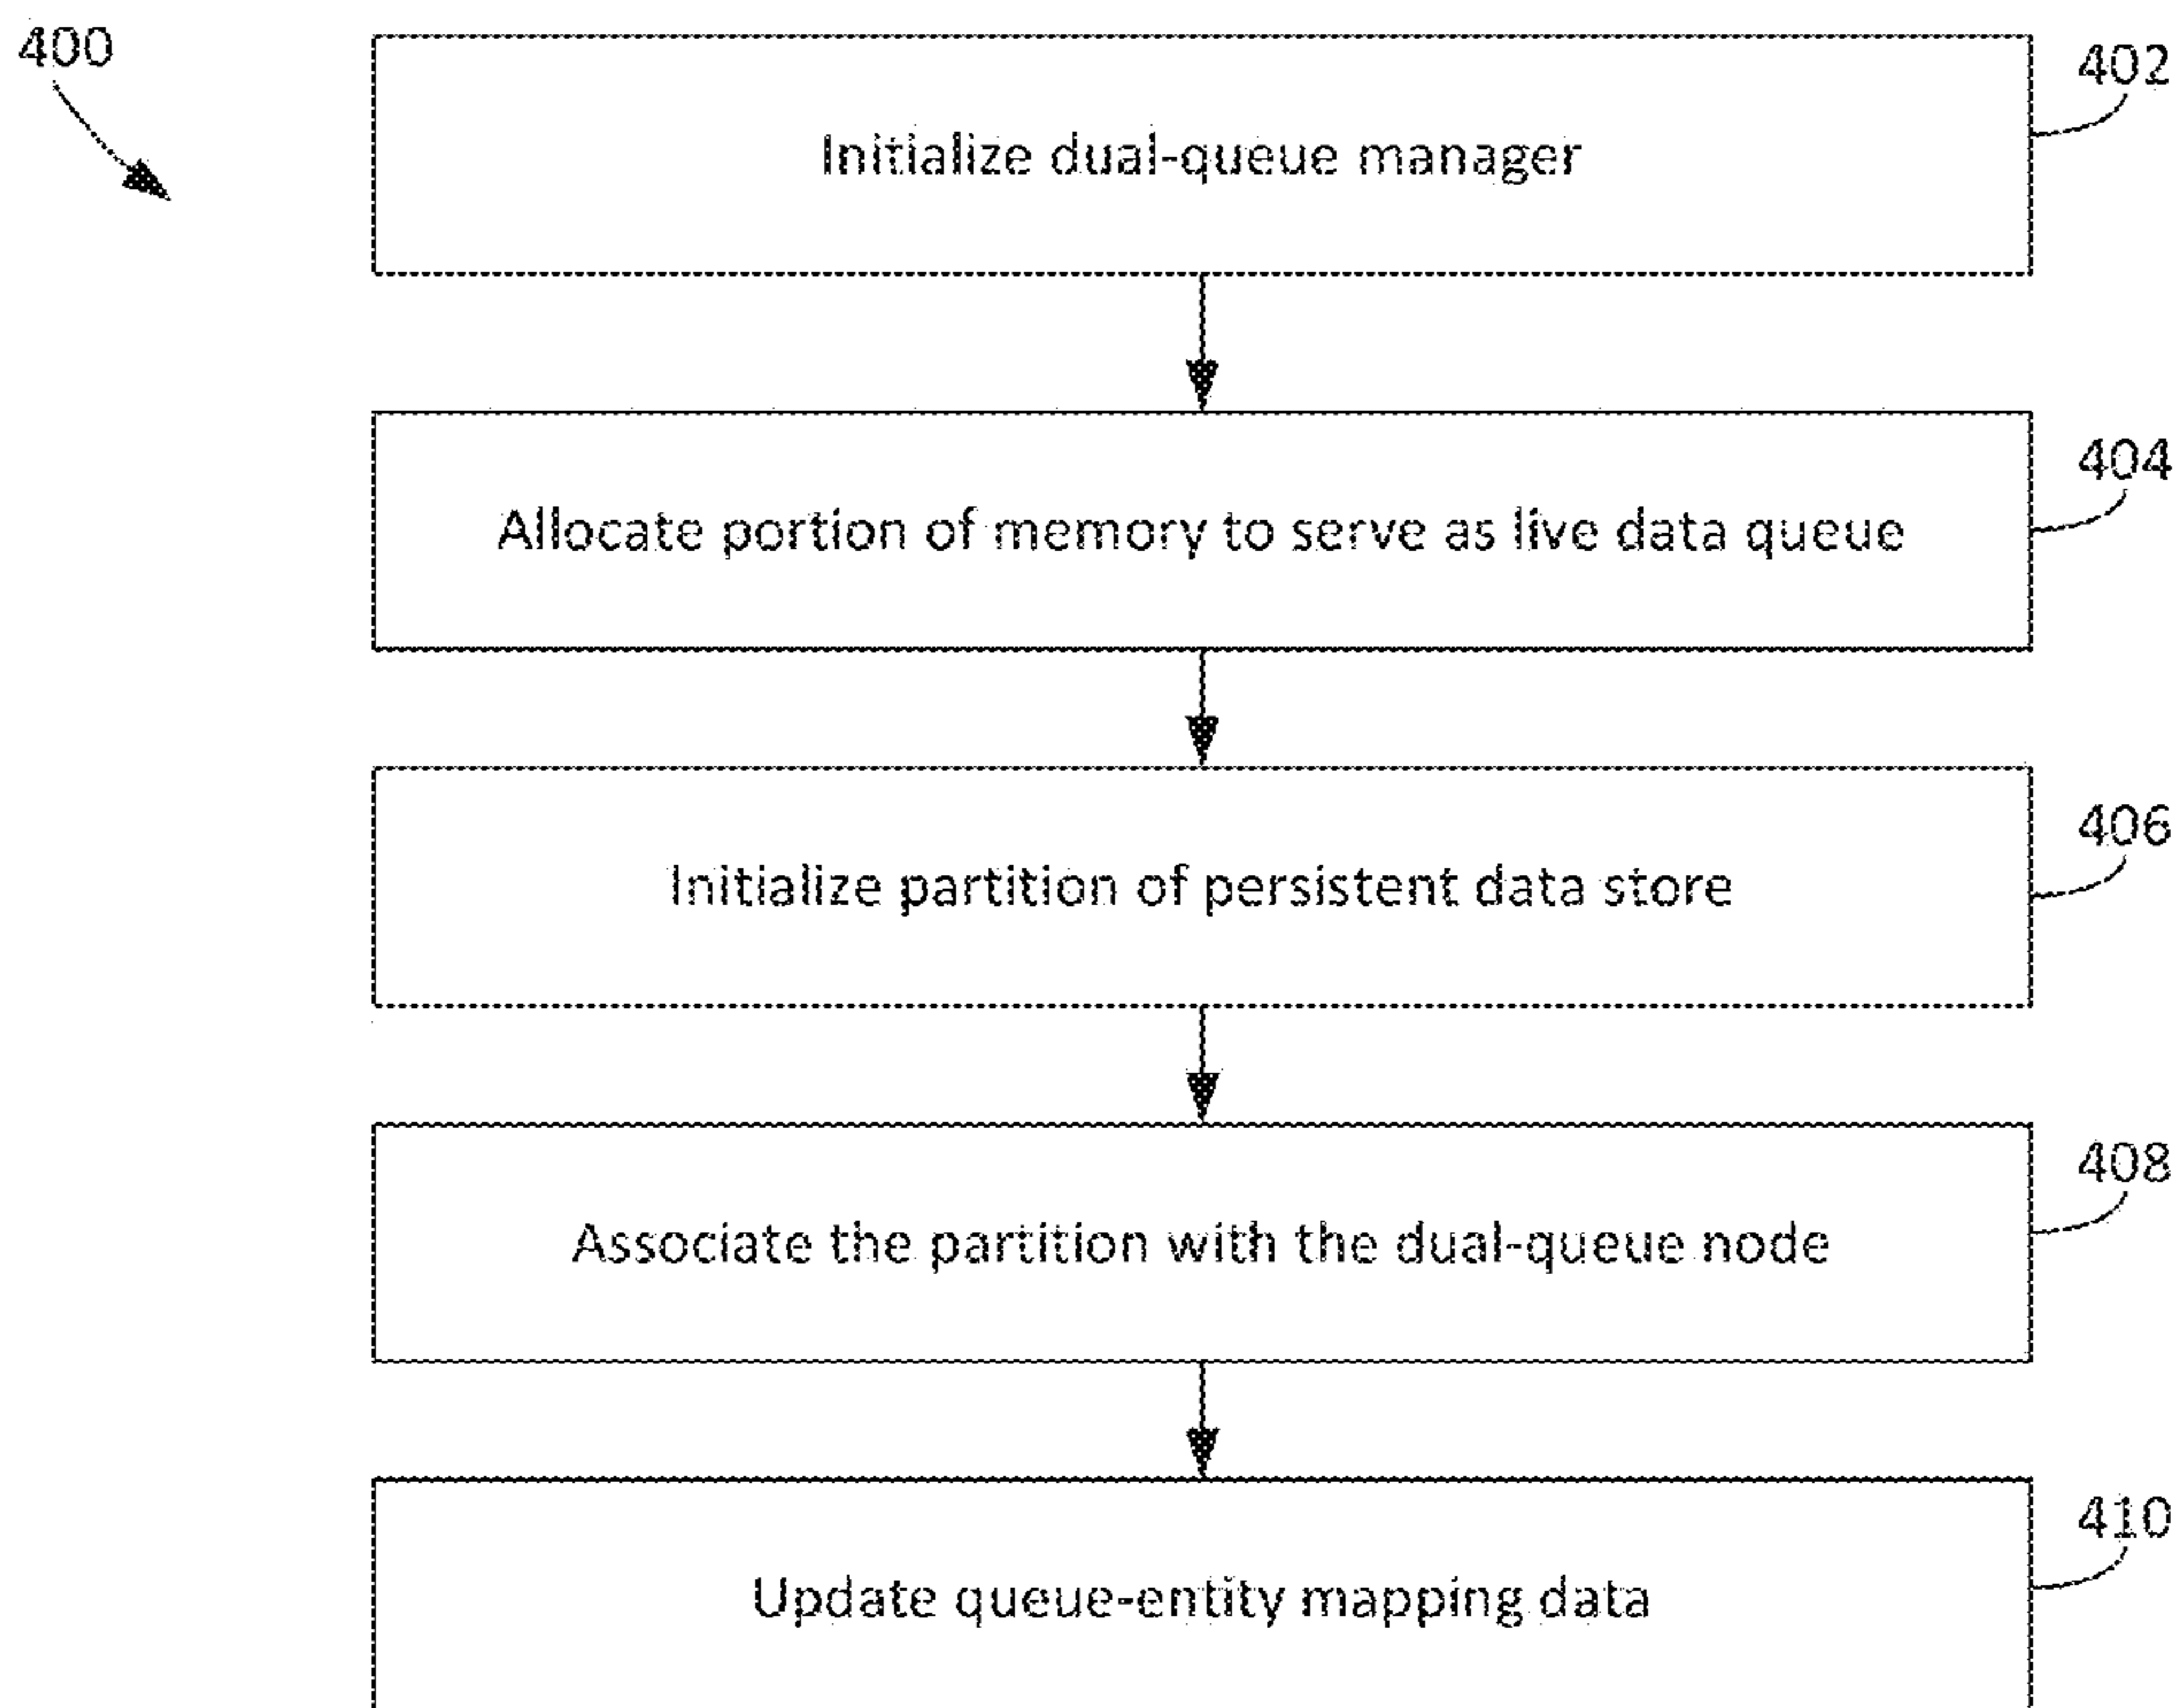 400
402
Initialize dual-queue manager
404
Allocate portion of memory to serve as live data queue
406
Initialize partition of persistent data store
408
Associate the partition with the dual-queue node
410
Update queue-entity mapping data